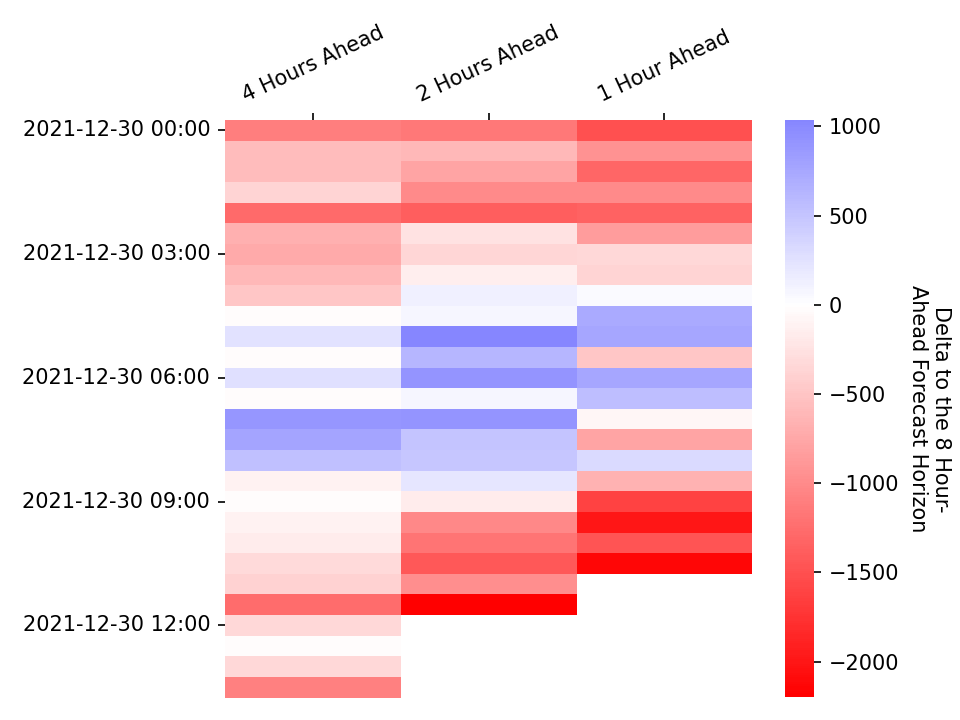 4 Hours Ahead
2 Hours Ahead
1 Hour Ahead
2021-12-30 00:00
2021-12-30 03:00
2021-12-30 06:00
2021-12-30 09:00
2021-12-30 12:00
1000
500
0
−500
−1000
−1500
−2000
Delta to the 8 Hour-
Ahead Forecast Horizon